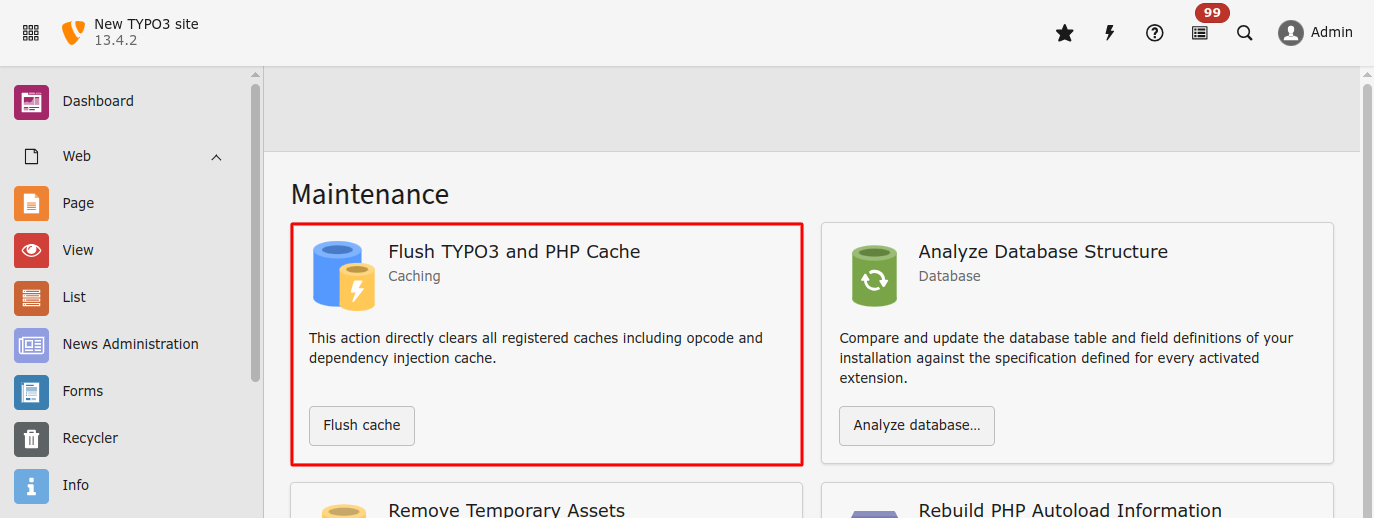 New TYPO3 site
13.4.2
99
Admin
Dashboard
Web
Page
View
List
News Administration
Forms
Recycler
Info
Maintenance
Flush TYPO3 and PHP Cache
Caching
This action directly clears all registered caches including opcode and
dependency injection cache.
Flush cache
Analyze Database Structure
Database
Compare and update the database table and field definitions of your
installation against the specification defined for every activated
extension.
Analyze database…
Remove Temporary Assets
Rebuild PHP Autoload Information